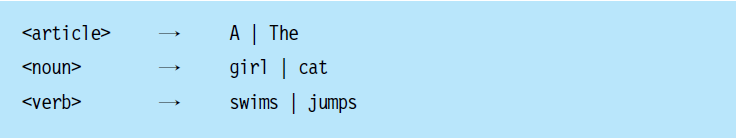 <article> → A | The
<noun> → girl | cat
<verb> → swims | jumps